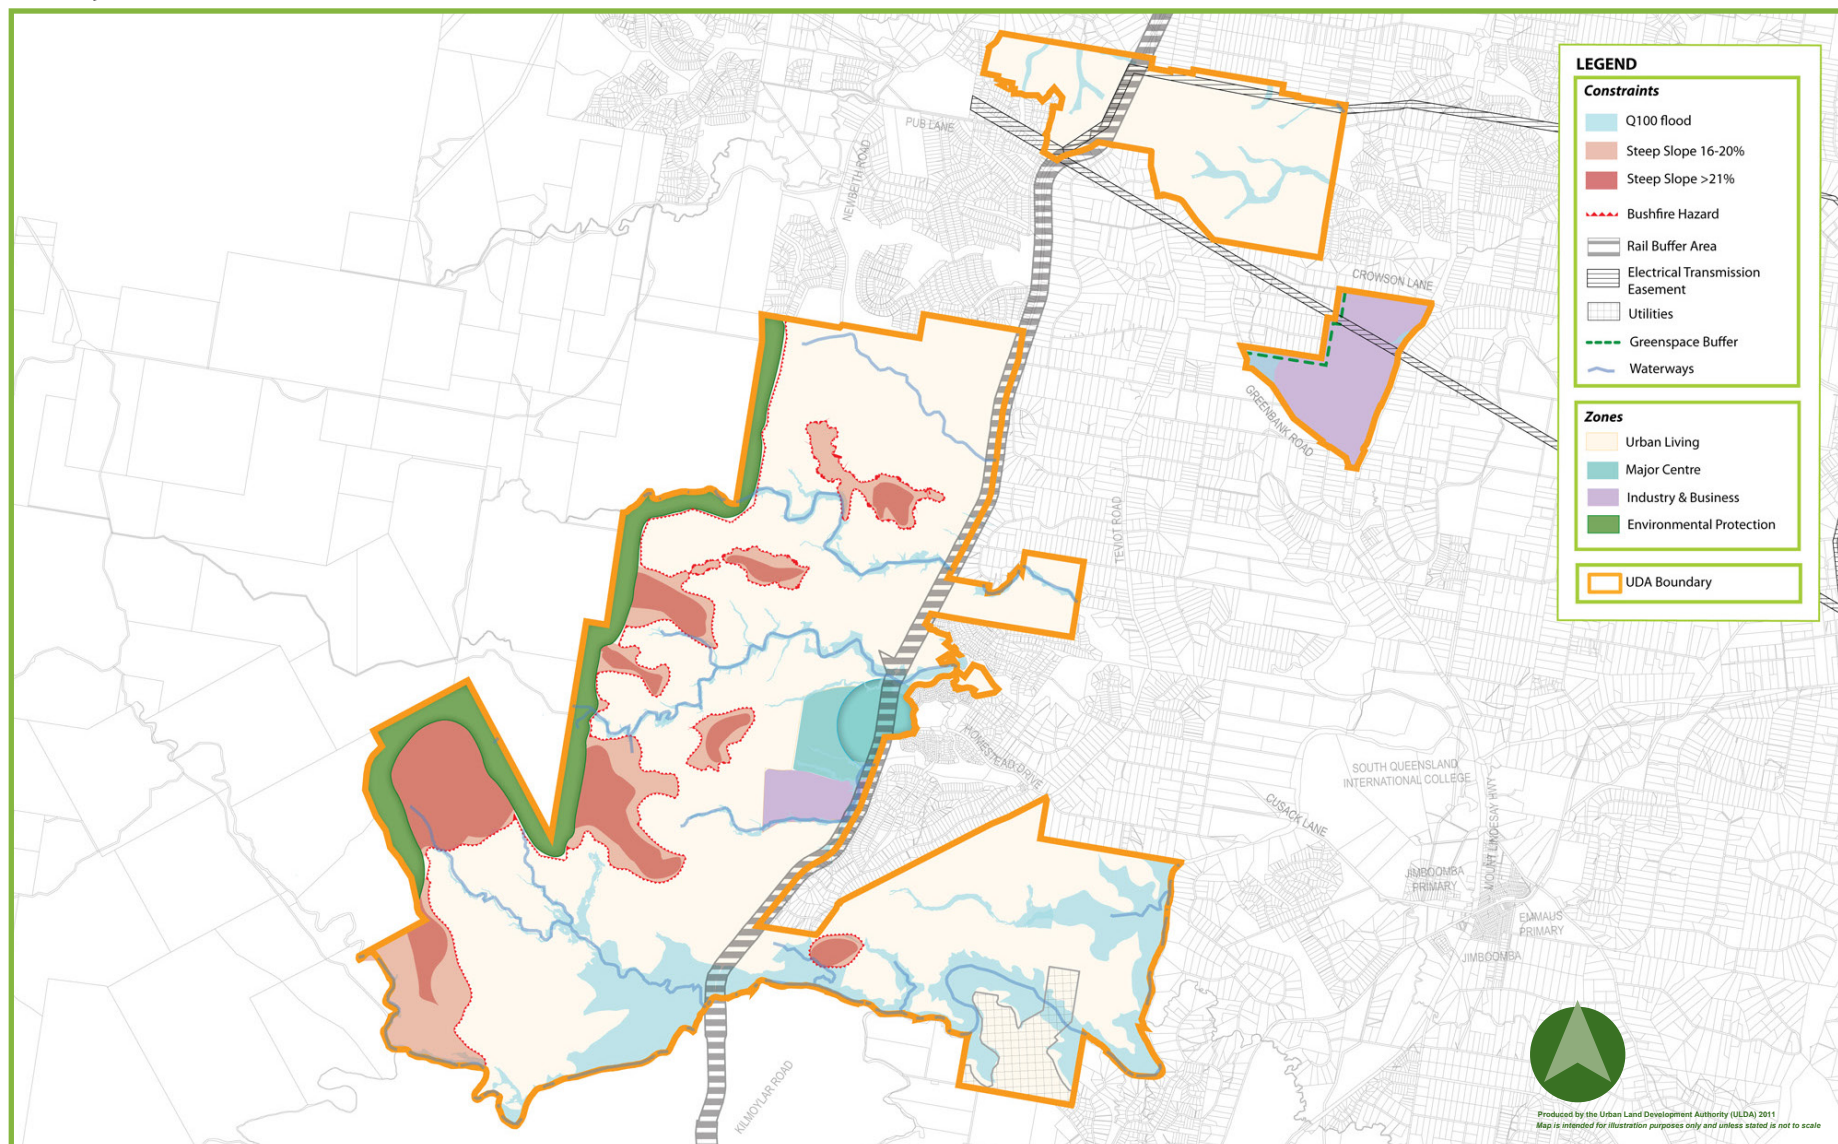 LEGEND
Constraints
Q100 flood
Steep Slope 16-20%
Steep Slope >21%
Bushfire Hazard
Rail Buffer Area
Electrical Transmission
Easement
Utilities
Greenspace Buffer
Waterways
Zones
Urban Living
Major Centre
Industry & Business
Environmental Protection
UDA Boundary
PUB LANE
NEWBEITH ROAD
CROWSON LANE
GREENBANK ROAD
TEVIOT ROAD
HOMESTEAD DRIVE
SOUTH QUEENSLAND
INTERNATIONAL COLLEGE
CUSACK LANE
MOUNT LINDESAY HWY
JIMBOOMBA
PRIMARY
EMMAUS
PRIMARY
JIMBOOMBA
KILMOYLAR ROAD
Produced by the Urban Land Development Authority (ULDA) 2011
Map is intended for illustration purposes only and unless stated is not to scale